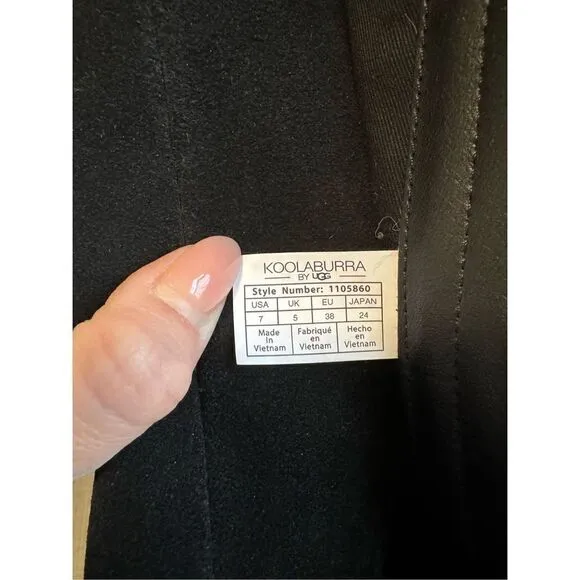 KOOLABURRA
BY UGG
Style Number: 1105860
USA UK EU JAPAN
7 5 38 24
Made Fabriqué Hecho
in en en
Vietnam Vietnam Vietnam